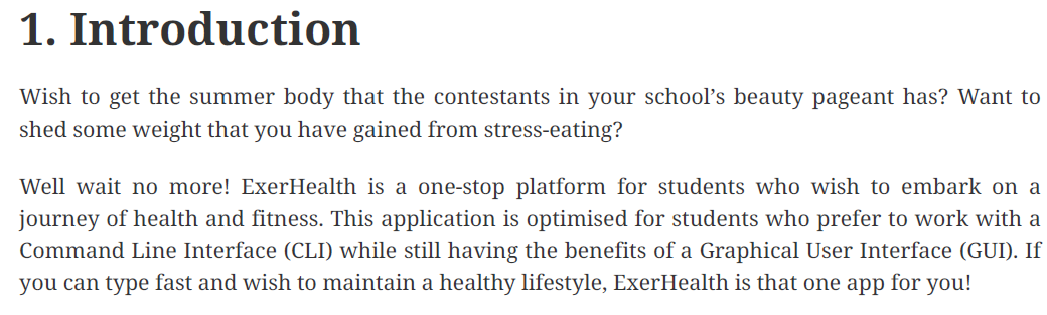 1. Introduction
Wish to get the summer body that the contestants in your school’s beauty pageant has? Want to
shed some weight that you have gained from stress-eating?
Well wait no more! ExerHealth is a one-stop platform for students who wish to embark on a
journey of health and fitness. This application is optimised for students who prefer to work with a
Command Line Interface (CLI) while still having the benefits of a Graphical User Interface (GUI). If
you can type fast and wish to maintain a healthy lifestyle, ExerHealth is that one app for you!